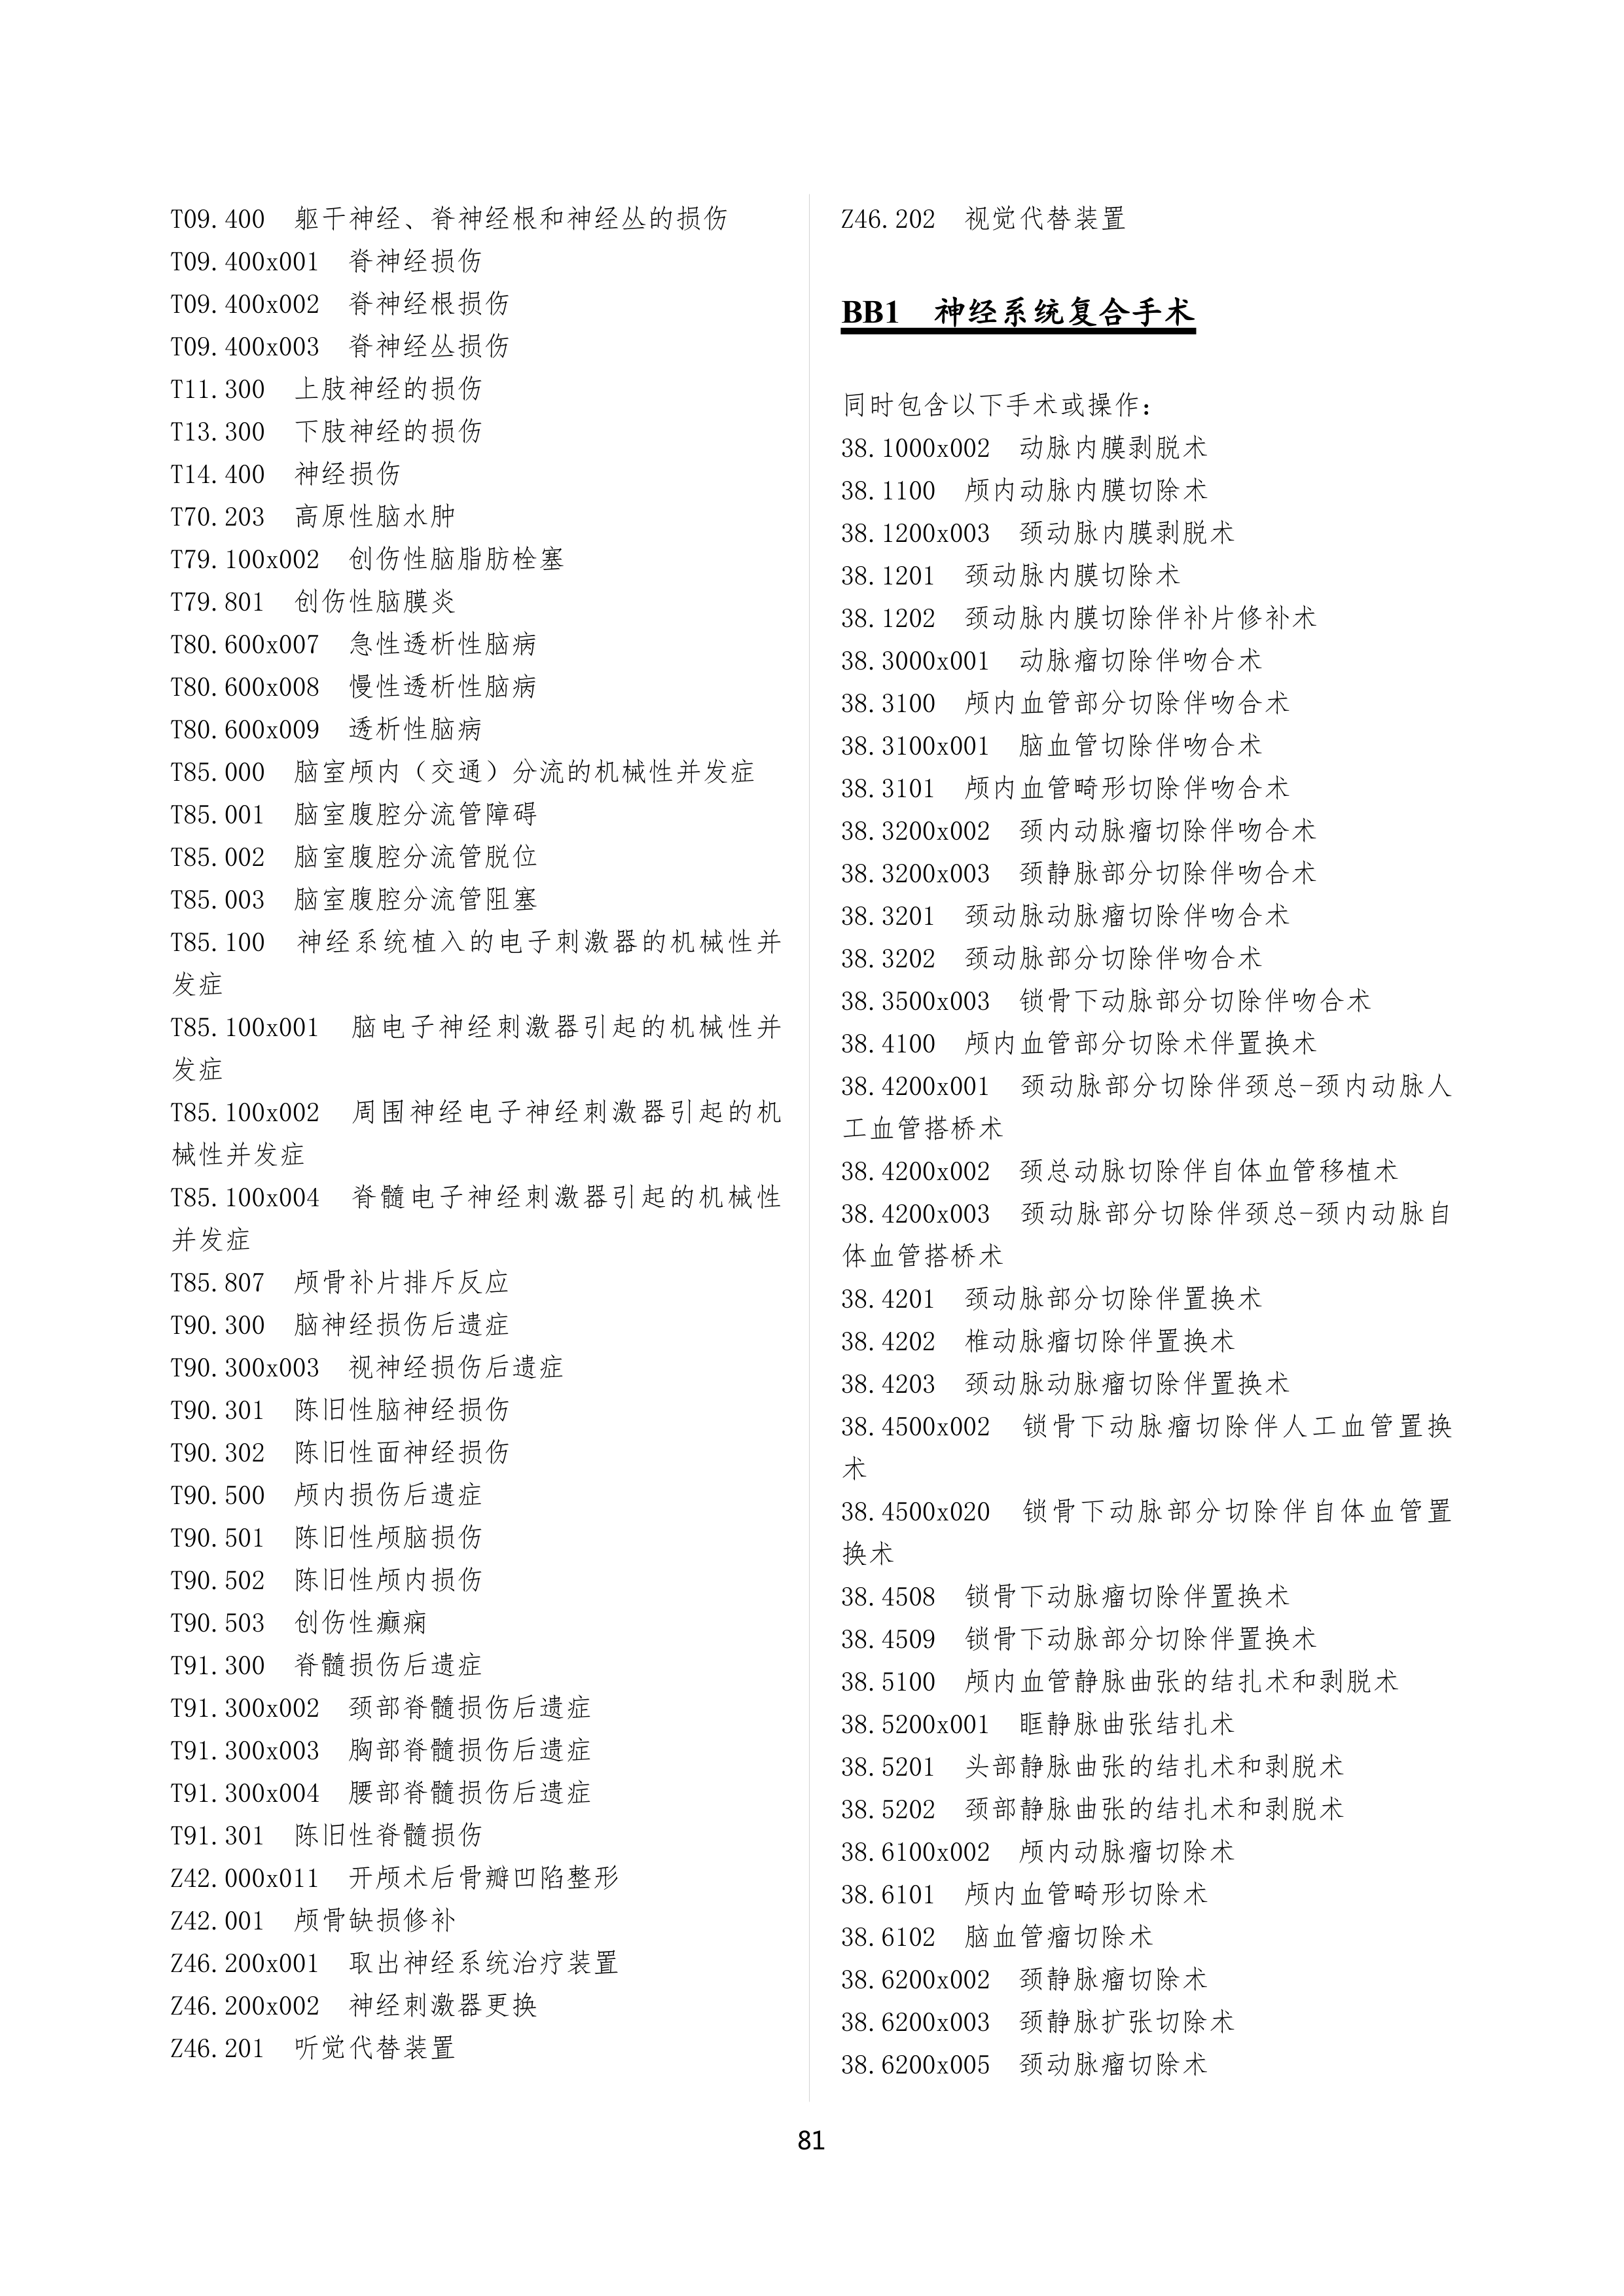 T09.400 躯干神经、脊神经根和神经丛的损伤
T09.400x001 脊神经损伤
T09.400x002 脊神经根损伤
T09.400x003 脊神经丛损伤
T11.300 上肢神经的损伤
T13.300 下肢神经的损伤
T14.400 神经损伤
T70.203 高原性脑水肿
T79.100x002 创伤性脑脂肪栓塞
T79.801 创伤性脑膜炎
T80.600x007 急性透析性脑病
T80.600x008 慢性透析性脑病
T80.600x009 透析性脑病
T85.000 脑室颅内（交通）分流的机械性并发症
T85.001 脑室腹腔分流管障碍
T85.002 脑室腹腔分流管脱位
T85.003 脑室腹腔分流管阻塞
T85.100 神经系统植入的电子刺激器的机械性并
发症
T85.100x001 脑电子神经刺激器引起的机械性并
发症
T85.100x002 周围神经电子神经刺激器引起的机
械性并发症
T85.100x004 脊髓电子神经刺激器引起的机械性
并发症
T85.807 颅骨补片排斥反应
T90.300 脑神经损伤后遗症
T90.300x003 视神经损伤后遗症
T90.301 陈旧性脑神经损伤
T90.302 陈旧性面神经损伤
T90.500 颅内损伤后遗症
T90.501 陈旧性颅脑损伤
T90.502 陈旧性颅内损伤
T90.503 创伤性癫痫
T91.300 脊髓损伤后遗症
T91.300x002 颈部脊髓损伤后遗症
T91.300x003 胸部脊髓损伤后遗症
T91.300x004 腰部脊髓损伤后遗症
T91.301 陈旧性脊髓损伤
Z42.000x011 开颅术后骨瓣凹陷整形
Z42.001 颅骨缺损修补
Z46.200x001 取出神经系统治疗装置
Z46.200x002 神经刺激器更换
Z46.201 听觉代替装置
Z46.202 视觉代替装置
BB1 神经系统复合手术
同时包含以下手术或操作：
38.1000x002 动脉内膜剥脱术
38.1100 颅内动脉内膜切除术
38.1200x003 颈动脉内膜剥脱术
38.1201 颈动脉内膜切除术
38.1202 颈动脉内膜切除伴补片修补术
38.3000x001 动脉瘤切除伴吻合术
38.3100 颅内血管部分切除伴吻合术
38.3100x001 脑血管切除伴吻合术
38.3101 颅内血管畸形切除伴吻合术
38.3200x002 颈内动脉瘤切除伴吻合术
38.3200x003 颈静脉部分切除伴吻合术
38.3201 颈动脉动脉瘤切除伴吻合术
38.3202 颈动脉部分切除伴吻合术
38.3500x003 锁骨下动脉部分切除伴吻合术
38.4100 颅内血管部分切除术伴置换术
38.4200x001 颈动脉部分切除伴颈总-颈内动脉人
工血管搭桥术
38.4200x002 颈总动脉切除伴自体血管移植术
38.4200x003 颈动脉部分切除伴颈总-颈内动脉自
体血管搭桥术
38.4201 颈动脉部分切除伴置换术
38.4202 椎动脉瘤切除伴置换术
38.4203 颈动脉动脉瘤切除伴置换术
38.4500x002 锁骨下动脉瘤切除伴人工血管置换
术
38.4500x020 锁骨下动脉部分切除伴自体血管置
换术
38.4508 锁骨下动脉瘤切除伴置换术
38.4509 锁骨下动脉部分切除伴置换术
38.5100 颅内血管静脉曲张的结扎术和剥脱术
38.5200x001 眶静脉曲张结扎术
38.5201 头部静脉曲张的结扎术和剥脱术
38.5202 颈部静脉曲张的结扎术和剥脱术
38.6100x002 颅内动脉瘤切除术
38.6101 颅内血管畸形切除术
38.6102 脑血管瘤切除术
38.6200x002 颈静脉瘤切除术
38.6200x003 颈静脉扩张切除术
38.6200x005 颈动脉瘤切除术
81